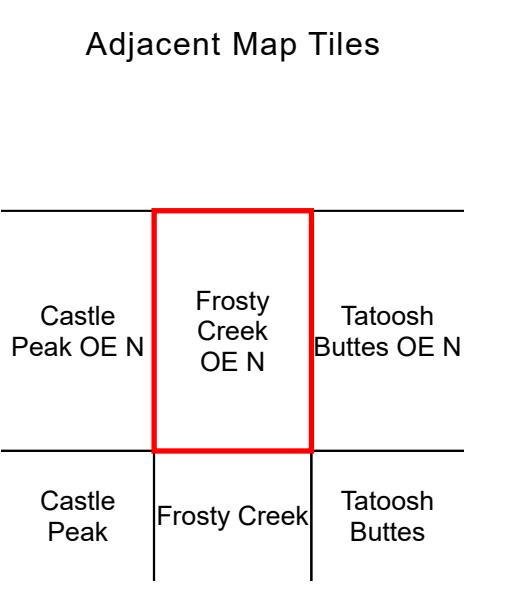 Adjacent Map Tiles
Castle
Peak OE N
Frosty
Creek
OE N
Tatoosh
Buttes OE N
Castle
Peak
Frosty Creek
Tatoosh
Buttes